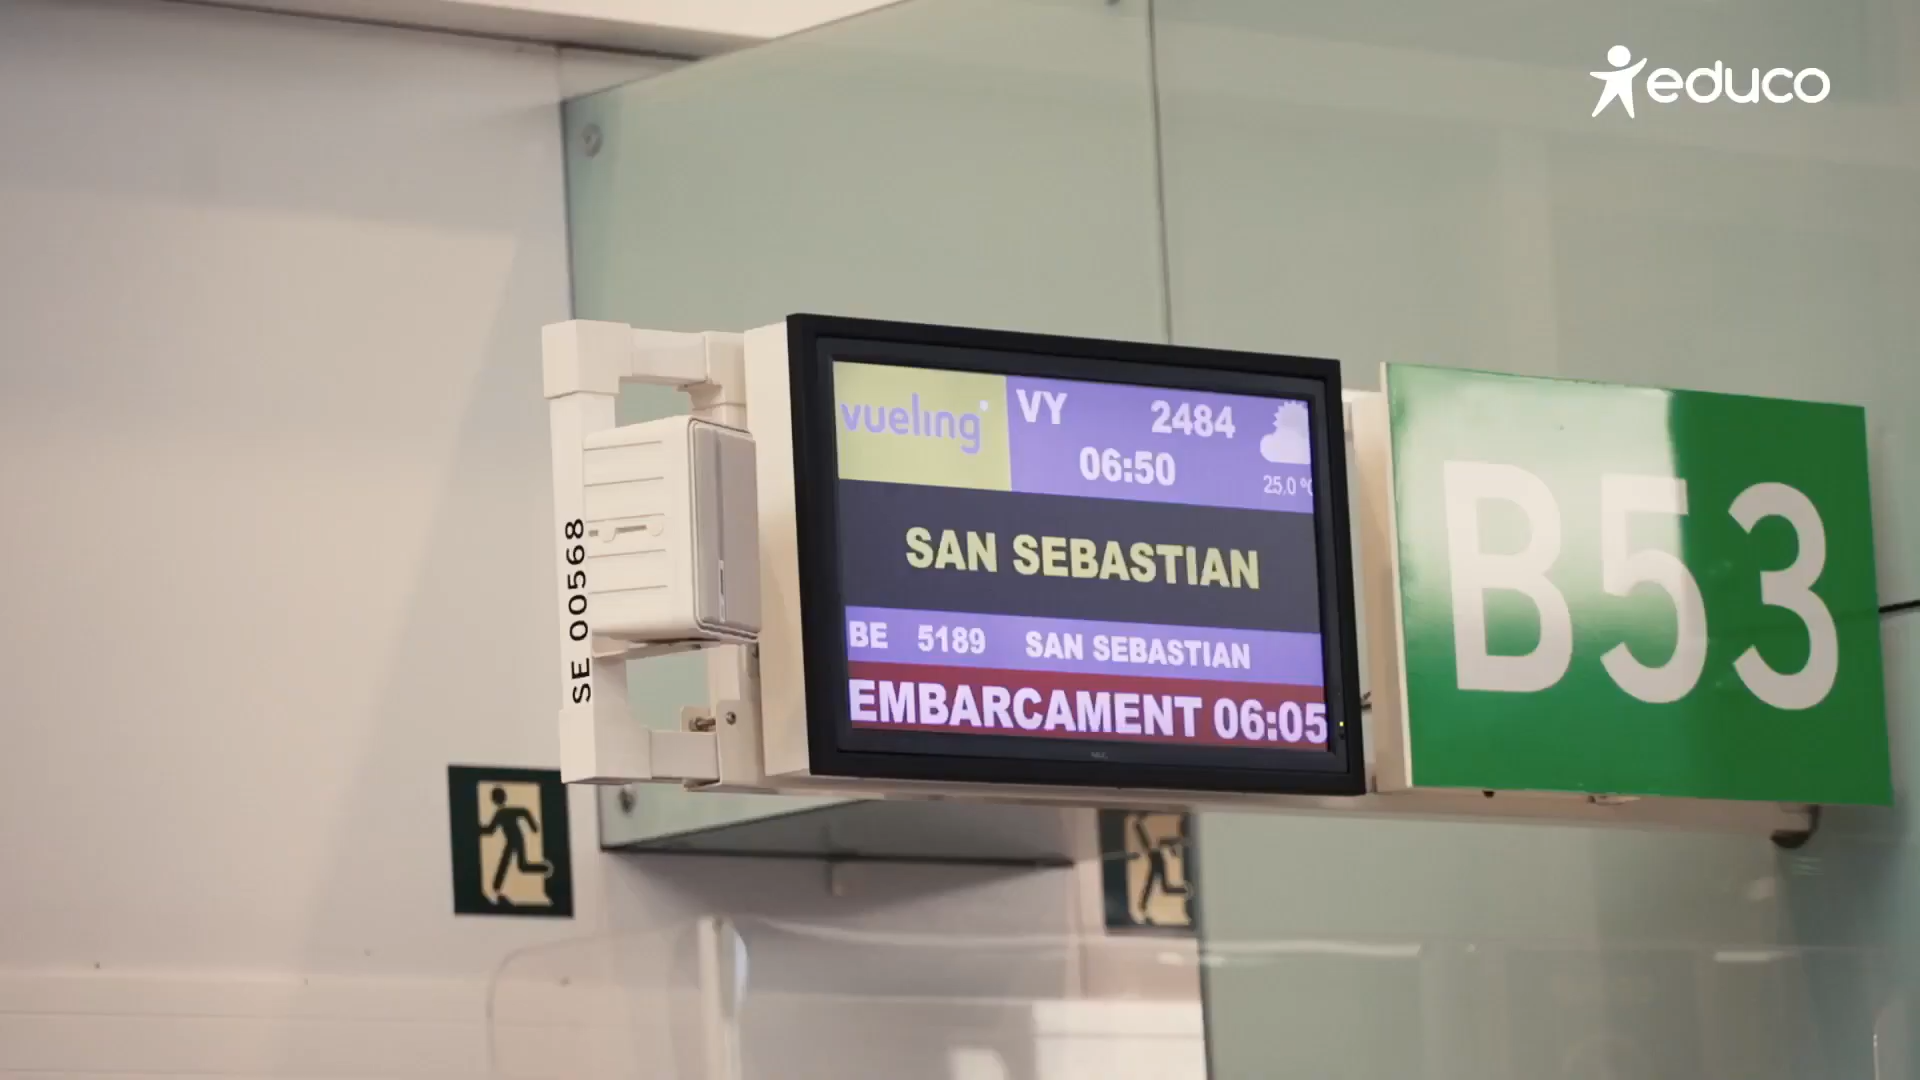 educo
vueling
VY 2484
06:50
25.0 °C
SAN SEBASTIAN
BE 5189 SAN SEBASTIAN
EMBARCAMENT 06:05
B53
SE 00568
NEC